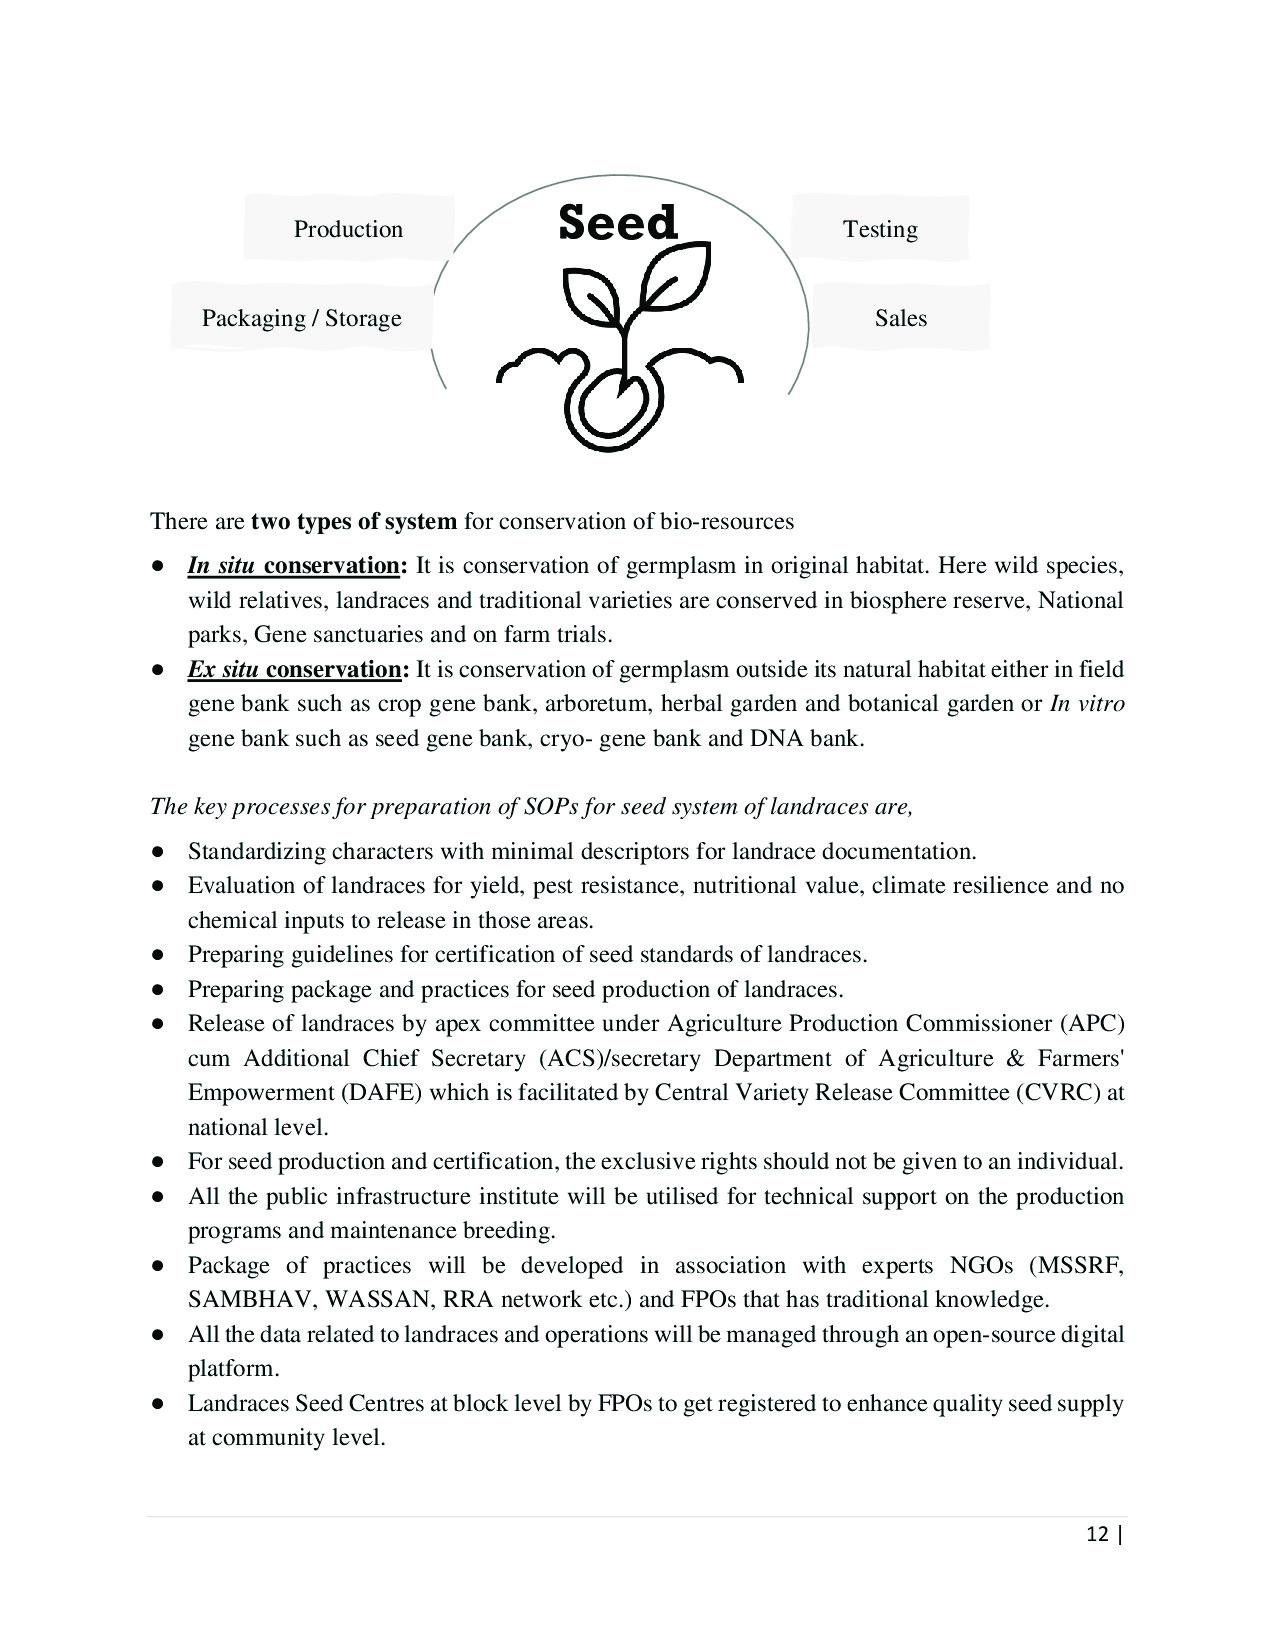 Seed
Production
Testing
Packaging / Storage
Sales
There are two types of system for conservation of bio-resources
● In situ conservation: It is conservation of germplasm in original habitat. Here wild species,
wild relatives, landraces and traditional varieties are conserved in biosphere reserve, National
parks, Gene sanctuaries and on farm trials.
● Ex situ conservation: It is conservation of germplasm outside its natural habitat either in field
gene bank such as crop gene bank, arboretum, herbal garden and botanical garden or In vitro
gene bank such as seed gene bank, cryo- gene bank and DNA bank.
The key processes for preparation of SOPs for seed system of landraces are,
● Standardizing characters with minimal descriptors for landrace documentation.
● Evaluation of landraces for yield, pest resistance, nutritional value, climate resilience and no
chemical inputs to release in those areas.
● Preparing guidelines for certification of seed standards of landraces.
● Preparing package and practices for seed production of landraces.
● Release of landraces by apex committee under Agriculture Production Commissioner (APC)
cum Additional Chief Secretary (ACS)/secretary Department of Agriculture & Farmers'
Empowerment (DAFE) which is facilitated by Central Variety Release Committee (CVRC) at
national level.
● For seed production and certification, the exclusive rights should not be given to an individual.
● All the public infrastructure institute will be utilised for technical support on the production
programs and maintenance breeding.
● Package of practices will be developed in association with experts NGOs (MSSRF,
SAMBHAV, WASSAN, RRA network etc.) and FPOs that has traditional knowledge.
● All the data related to landraces and operations will be managed through an open-source digital
platform.
● Landraces Seed Centres at block level by FPOs to get registered to enhance quality seed supply
at community level.
12 |